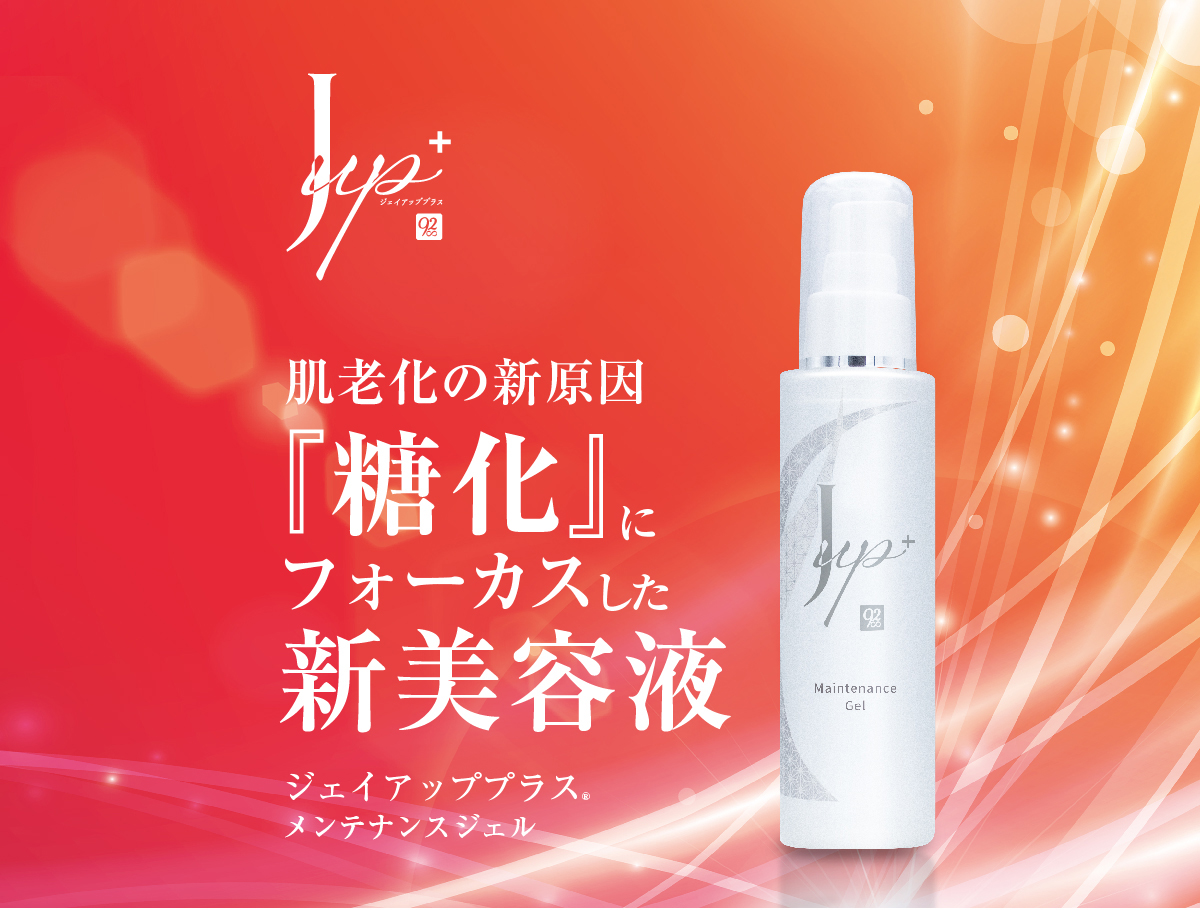 Jup+
ジェイアッププラス
92
肌老化の新原因
『糖化』に
フォーカスした
新美容液
ジェイアッププラス®
メンテナンスジェル
Jup+
92
Maintenance
Gel